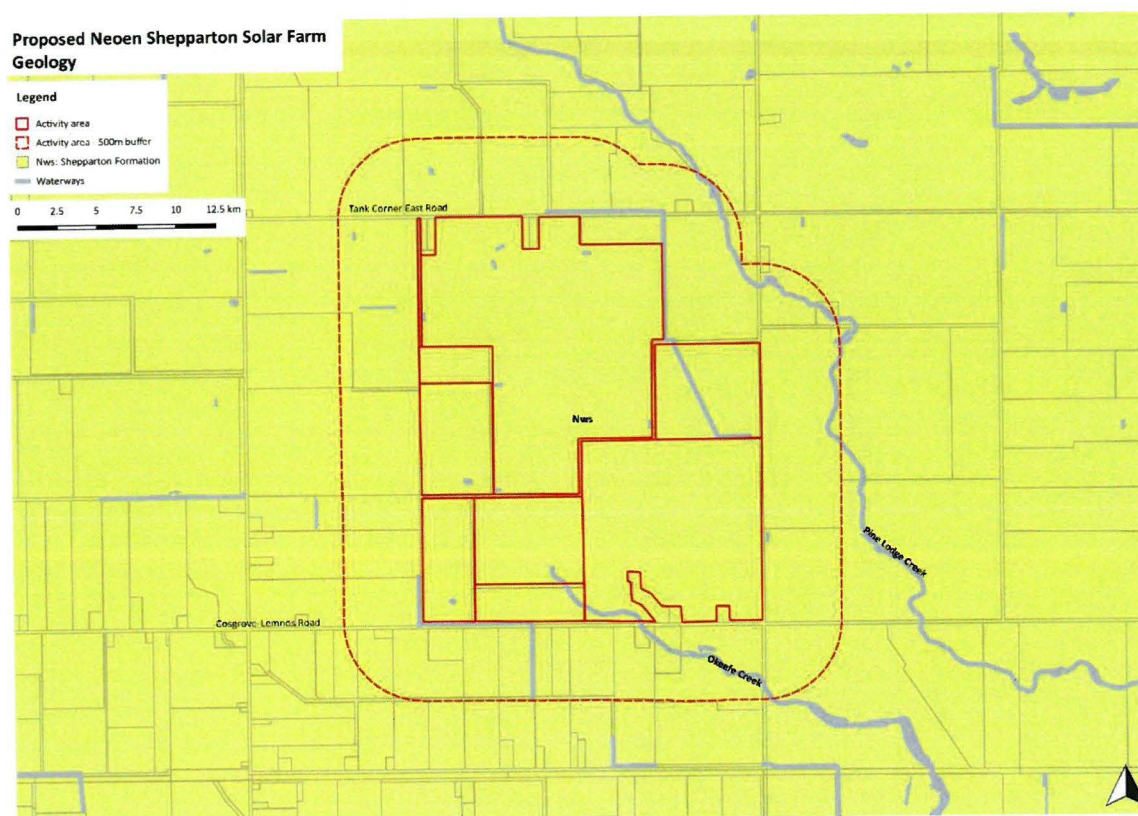 Proposed Neoen Shepparton Solar Farm
Geology
Legend
Activity area
Activity area - 500m buffer
Nws: Shepparton Formation
Waterways
0 2.5 5 7.5 10 12.5 km
Tank Corner East Road
Nws
Pine Lodge Creek
Cosgrove-Lemnos Road
Okeefe Creek